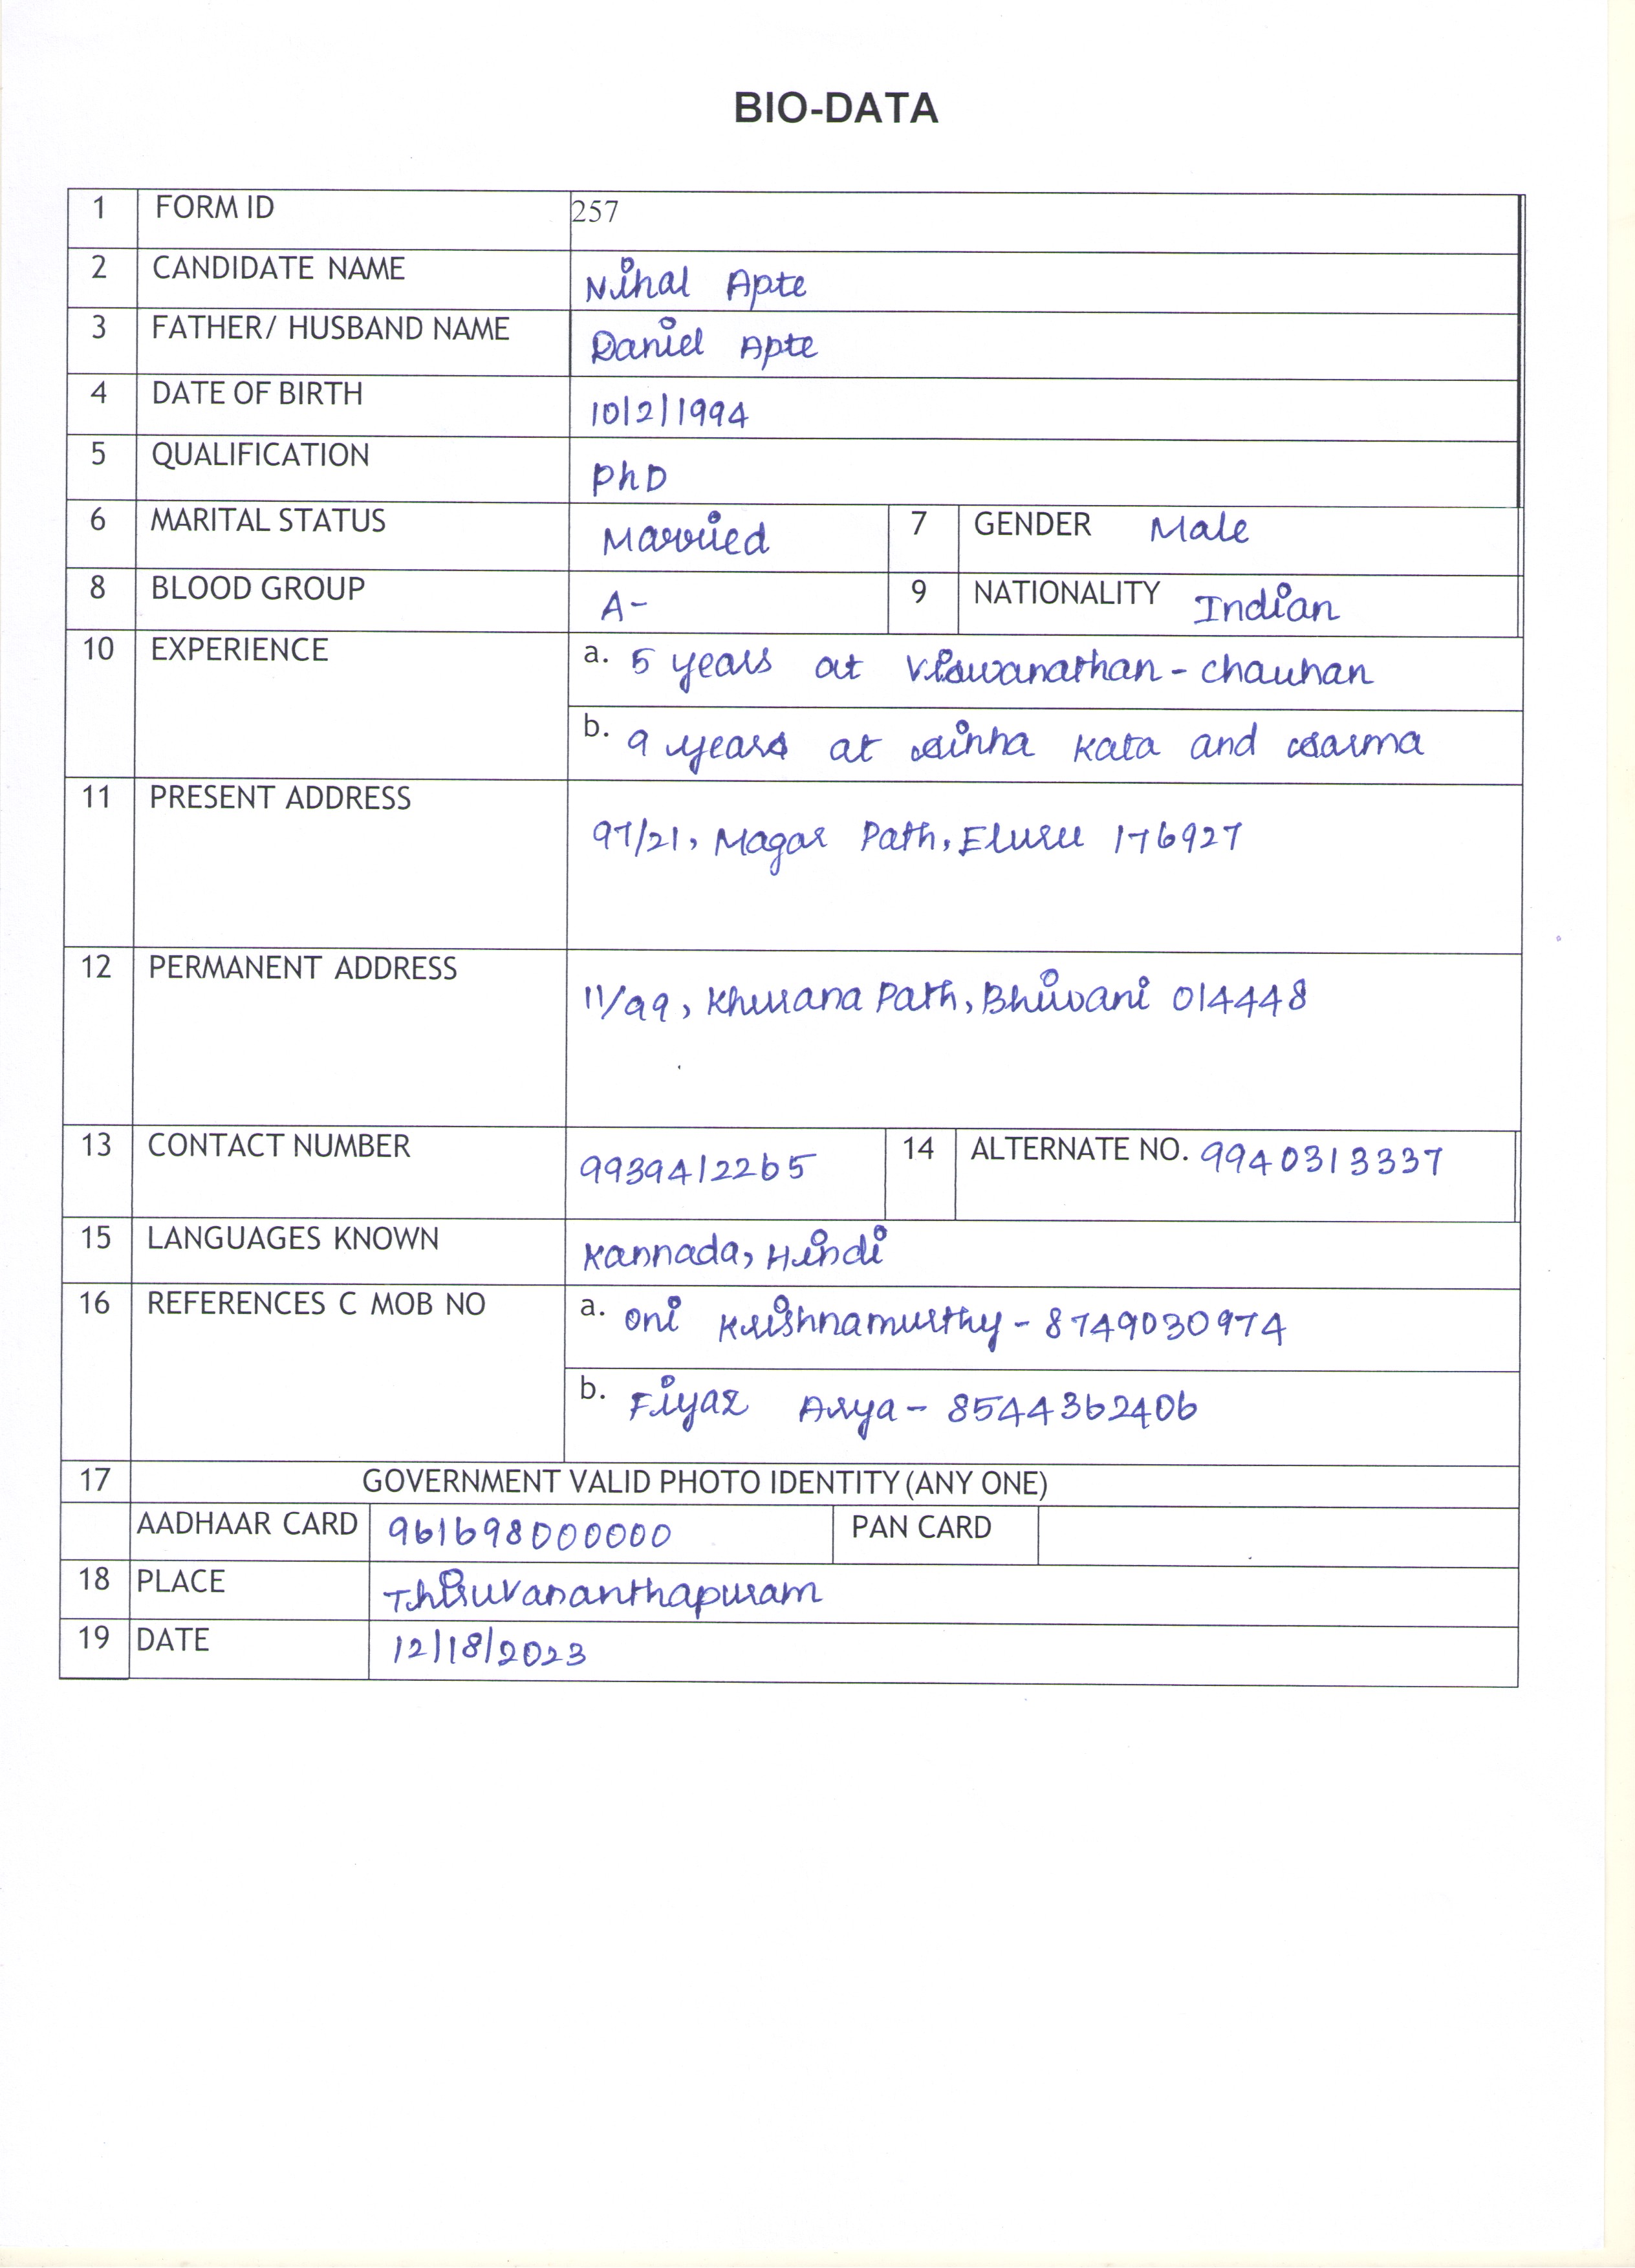 BIO-DATA
1 FORM ID 257
2 CANDIDATE NAME Nihal Apte
3 FATHER/ HUSBAND NAME Daniel Apte
4 DATE OF BIRTH 10/2/1994
5 QUALIFICATION PhD
6 MARITAL STATUS Married 7 GENDER Male
8 BLOOD GROUP A- 9 NATIONALITY Indian
10 EXPERIENCE a. 5 years at Viswanathan - Chauhan
b. 9 years at Sinha Kata and Sarma
11 PRESENT ADDRESS 97/21, Magar Path, Eluru 176927
12 PERMANENT ADDRESS 11/99, Khurana Path, Bhiwani 014448
13 CONTACT NUMBER 9939412265 14 ALTERNATE NO. 9940313337
15 LANGUAGES KNOWN Kannada, Hindi
16 REFERENCES C MOB NO a. Oni Krishnamurthy - 8749030974
b. Fiyaz Arya - 8544362406
17 GOVERNMENT VALID PHOTO IDENTITY (ANY ONE)
AADHAAR CARD 961698000000 PAN CARD
18 PLACE Thiruvananthapuram
19 DATE 12/18/2023